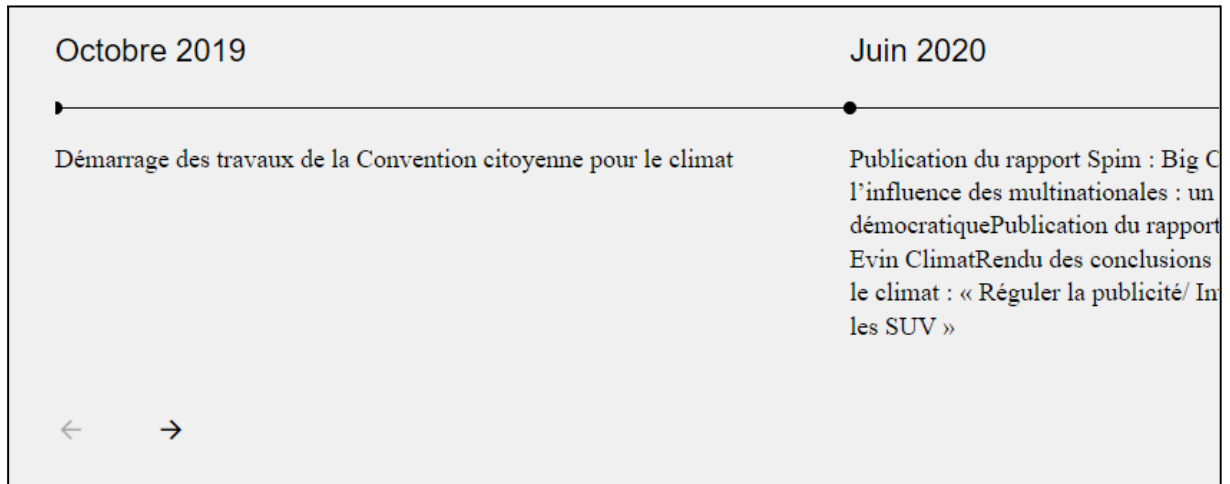 Octobre 2019
Démarrage des travaux de la Convention citoyenne pour le climat
Juin 2020
Publication du rapport Spim : Big
l’influence des multinationales : un
démocratiquePublication du rapport
Evin ClimatRendu des conclusions
le climat : « Réguler la publicité/
les SUV »